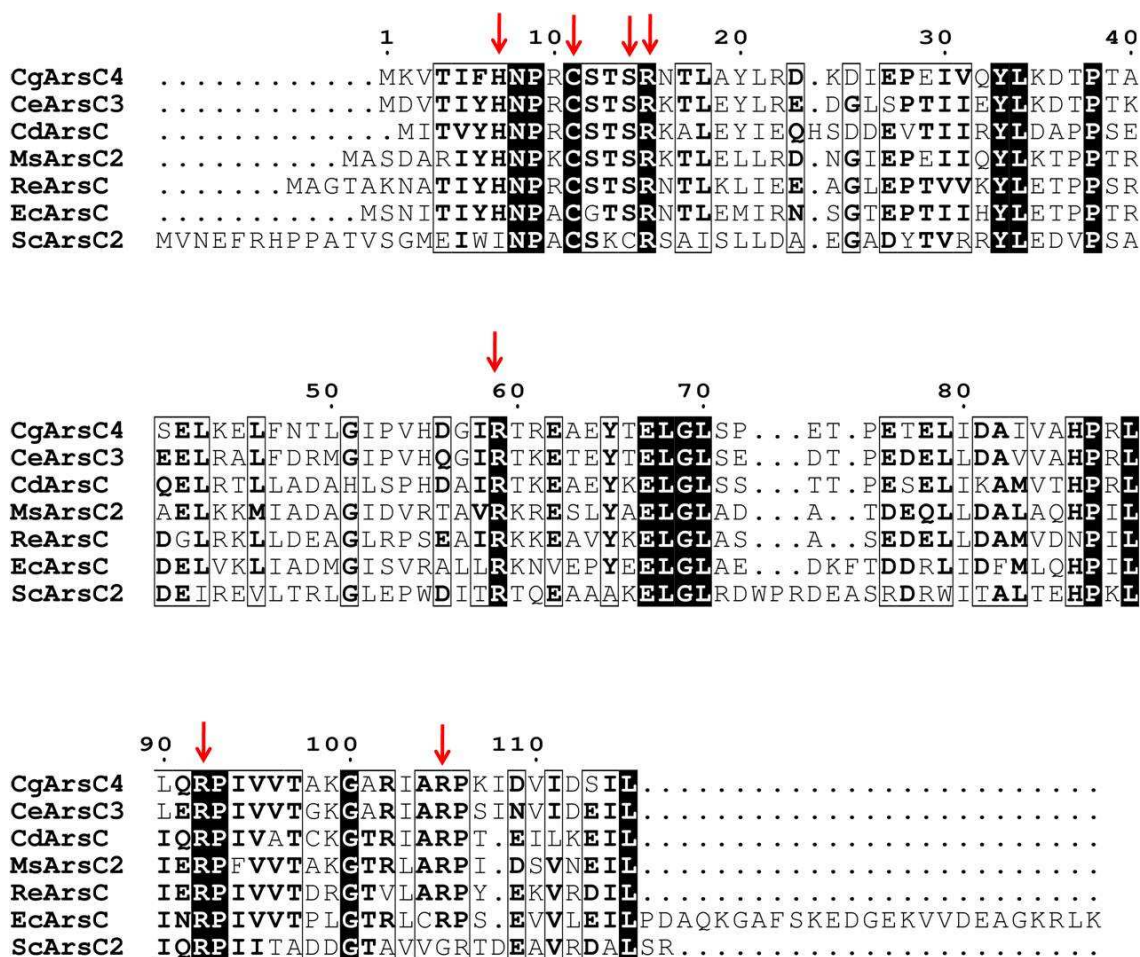 1 10 20 30 40
CgArsC4 .............MKVTIFHNPRCSTSRNTLAYLRD.KDIEPEIVQYLKDTPTA
CeArsC3 .............MDVTIYHNPRCSTSRKTLEYLRE.DGLSPTIIEYLKDTPTK
CdArsC ..............MITVYHNPRCSTSRKALEYIEQHSDDEVTIIRYLDAPPSE
MsArsC2 ...........MASDARIYHNPKCSTSRKTLELLRD.NGIEPEIIQYLKTPPTR
ReArsC ........MAGTAKNATIYHNPRCSTSRNTLKLIEE.AGLEPTVVKYLETPPSR
EcArsC ............MSNITIYHNPACGTSRNTLEMIRN.SGTEPTIIHYLETPPTR
ScArsC2 MVNEFRHPPATVSGMEIWINPACSKCRSAISLLDA.EGADYTVRRYLEDVPSA
50 60 70 80
CgArsC4 SELKELFNTLGIPVHDGIRTREAEYTELGLSP...ET.PETELIDAIVAHPRL
CeArsC3 EELRALFDRMGIPVHQGIRTKETEYTELGLSE...DT.PEDELLDAVVAHPRL
CdArsC QELRTLLADAHLSPHDAIRTKEAEYKELGLSS...TT.PESELIKAMVTHPRL
MsArsC2 AELKKMIADAGIDVRTAVRKRESLYAELGLAD...A..TDEQLLDALAQHPIL
ReArsC DGLRKLLDEAGLRPSEAIRKKEAVYKELGLAS...A..SEDELLDAMVDNPIL
EcArsC DELVKLIADMGISVRALLRKNVEPYEELGLAE...DKFTDDRLIDFMLQHPIL
ScArsC2 DEIREVLTRLGLEPWDITRTQEAAAKELGLRDWPRDEASRDRWITALTEHPKL
90 100 110
CgArsC4 LQRPIVVTAKGARIARPKIDVIDSIL.........................
CeArsC3 LERPIVVTGKGARIARPSINVIDEIL.........................
CdArsC IQRPIVATCKGTRIARPT.EILKEIL.........................
MsArsC2 IERPFVVTAKGTRLARPI.DSVNEIL.........................
ReArsC IERPIVVTDRGTVLARPY.EKVRDIL.........................
EcArsC INRPIVVTPLGTRLCRPS.EVVLEILPDAQKGAFSKEDGEKVVDEAGKRLK
ScArsC2 IQRPIITADDGTAVVGRTDEAVRDALSR.......................